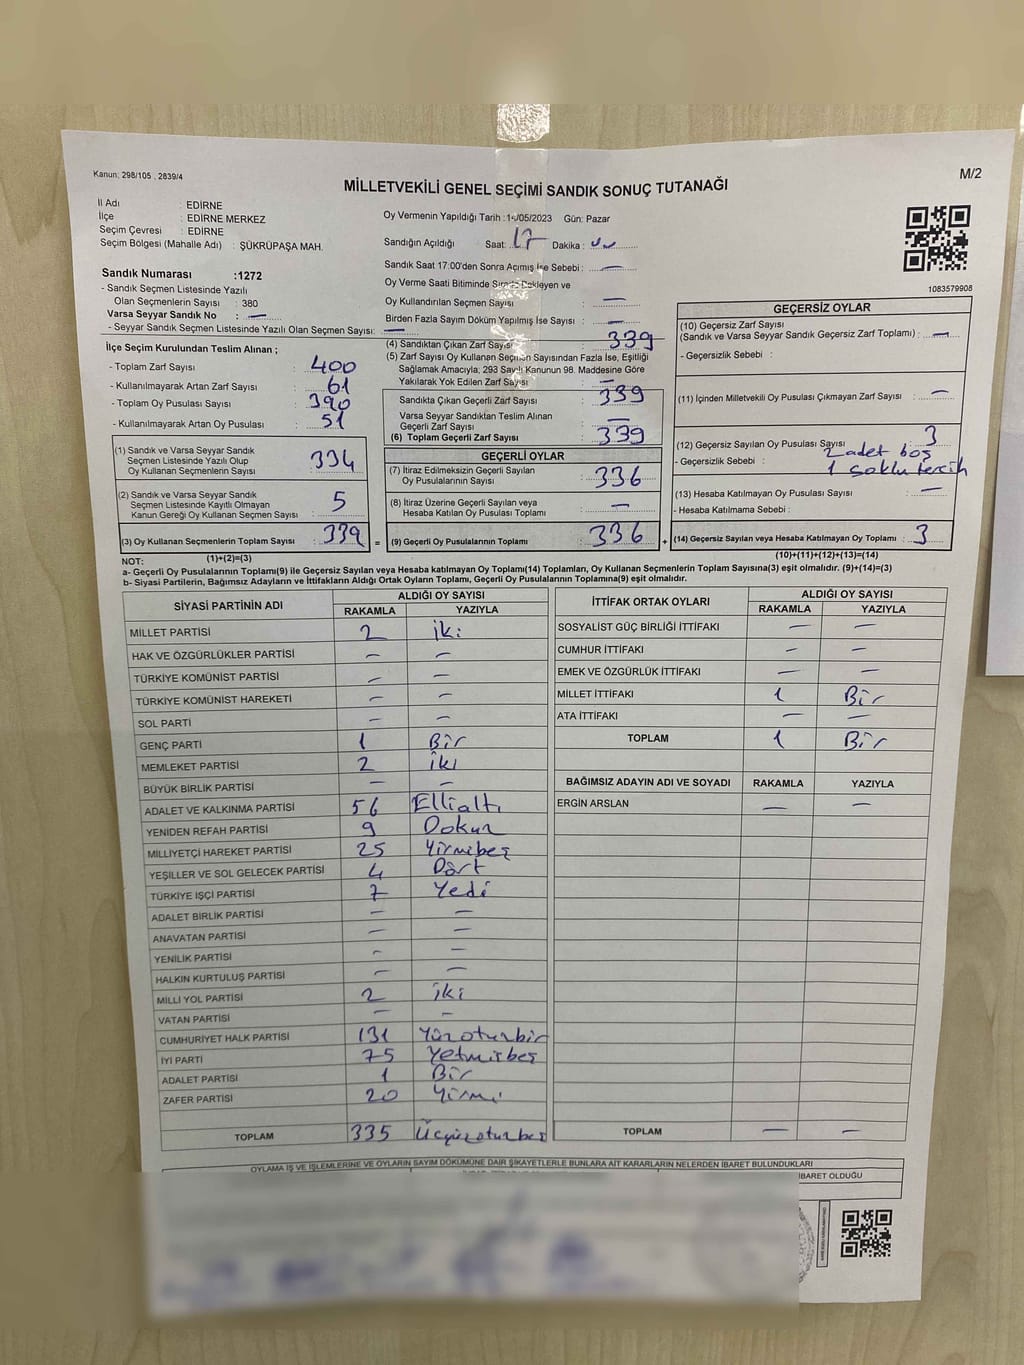 Kanun; 298/105 , 2839/4
M/2
MİLLETVEKİLİ GENEL SEÇİMİ SANDIK SONUÇ TUTANAĞI
İl Adı : EDİRNE
İlçe : EDİRNE MERKEZ
Seçim Çevresi : EDİRNE
Seçim Bölgesi (Mahalle Adı) : ŞÜKRÜPAŞA MAH.
Sandık Numarası :1272
- Sandık Seçmen Listesinde Yazılı
Olan Seçmenlerin Sayısı : 380
Varsa Seyyar Sandık No : —
- Seyyar Sandık Seçmen Listesinde Yazılı Olan Seçmen Sayısı: —
Oy Vermenin Yapıldığı Tarih :14/05/2023 Gün: Pazar
Sandığın Açıldığı Saat: 17 Dakika :
Sandık Saat 17:00'den Sonra Açmış İse Sebebi : —
Oy Verme Saati Bitiminde Sırada Bekleyen ve
Oy Kullandırılan Seçmen Sayısı : —
Birden Fazla Sayım Döküm Yapılmış İse Sayısı : —
1083579908
İlçe Seçim Kurulundan Teslim Alınan ;
- Toplam Zarf Sayısı : 400
- Kullanılmayarak Artan Zarf Sayısı : 61
- Toplam Oy Pusulası Sayısı : 390
- Kullanılmayarak Artan Oy Pusulası : 51
(1) Sandık ve Varsa Seyyar Sandık
Seçmen Listesinde Yazılı Olup
Oy Kullanan Seçmenlerin Sayısı : 334
(2) Sandık ve Varsa Seyyar Sandık
Seçmen Listesinde Kayıtlı Olmayan
Kanun Gereği Oy Kullanan Seçmen Sayısı : 5
(3) Oy Kullanan Seçmenlerin Toplam Sayısı : 339 =
(4) Sandıktan Çıkan Zarf Sayısı : 339
(5) Zarf Sayısı Oy Kullanan Seçmen Sayısından Fazla İse, Eşitliği
Sağlamak Amacıyla; 293 Sayılı Kanunun 98. Maddesine Göre
Yakılarak Yok Edilen Zarf Sayısı : —
Sandıkta Çıkan Geçerli Zarf Sayısı : 339
Varsa Seyyar Sandıktan Teslim Alınan
Geçerli Zarf Sayısı : —
(6) Toplam Geçerli Zarf Sayısı : 339
GEÇERLİ OYLAR
(7) İtiraz Edilmeksizin Geçerli Sayılan
Oy Pusulalarının Sayısı : 336
(8) İtiraz Üzerine Geçerli Sayılan veya
Hesaba Katılan Oy Pusulası Toplamı : —
(9) Geçerli Oy Pusulalarının Toplamı : 336 +
GEÇERSİZ OYLAR
(10) Geçersiz Zarf Sayısı
(Sandık ve Varsa Seyyar Sandık Geçersiz Zarf Toplamı) : —
- Geçersizlik Sebebi :
(11) İçinden Milletvekili Oy Pusulası Çıkmayan Zarf Sayısı : —
(12) Geçersiz Sayılan Oy Pusulası Sayısı : 3
- Geçersizlik Sebebi : 2 adet boş
1 saklı tercih
(13) Hesaba Katılmayan Oy Pusulası Sayısı : —
- Hesaba Katılmama Sebebi :
(14) Geçersiz Sayılan veya Hesaba Katılmayan Oy Toplamı : 3
NOT: (1)+(2)=(3) (10)+(11)+(12)+(13)=(14)
a- Geçerli Oy Pusulalarının Toplamı(9) ile Geçersiz Sayılan veya Hesaba Katılmayan Oy Toplamı(14) Toplamları, Oy Kullanan Seçmenlerin Toplam Sayısına(3) eşit olmalıdır. (9)+(14)=(3)
b- Siyasi Partilerin, Bağımsız Adayların ve İttifakların Aldığı Ortak Oyların Toplamı, Geçerli Oy Pusulalarının Toplamına(9) eşit olmalıdır.
SİYASİ PARTİNİN ADI ALDIĞI OY SAYISI
RAKAMLA YAZIYLA
MİLLET PARTİSİ 2 iki
HAK VE ÖZGÜRLÜKLER PARTİSİ — —
TÜRKİYE KOMÜNİST PARTİSİ — —
TÜRKİYE KOMÜNİST HAREKETİ — —
SOL PARTİ — —
GENÇ PARTİ 1 Bir
MEMLEKET PARTİSİ 2 iki
BÜYÜK BİRLİK PARTİSİ — —
ADALET VE KALKINMA PARTİSİ 56 Ellialtı
YENİDEN REFAH PARTİSİ 9 Dokuz
MİLLİYETÇİ HAREKET PARTİSİ 25 Yirmibeş
YEŞİLLER VE SOL GELECEK PARTİSİ 4 Dört
TÜRKİYE İŞÇİ PARTİSİ 7 Yedi
ADALET BİRLİK PARTİSİ — —
ANAVATAN PARTİSİ — —
YENİLİK PARTİSİ — —
HALKIN KURTULUŞ PARTİSİ — —
MİLLİ YOL PARTİSİ 2 iki
VATAN PARTİSİ — —
CUMHURİYET HALK PARTİSİ 131 Yüzotuzbir
İYİ PARTİ 75 Yetmişbeş
ADALET PARTİSİ 1 Bir
ZAFER PARTİSİ 20 Yirmi
TOPLAM 335 Üçyüzotuzbeş
İTTİFAK ORTAK OYLARI ALDIĞI OY SAYISI
RAKAMLA YAZIYLA
SOSYALİST GÜÇ BİRLİĞİ İTTİFAKI — —
CUMHUR İTTİFAKI — —
EMEK VE ÖZGÜRLÜK İTTİFAKI — —
MİLLET İTTİFAKI 1 Bir
ATA İTTİFAKI — —
TOPLAM 1 Bir
BAĞIMSIZ ADAYIN ADI VE SOYADI RAKAMLA YAZIYLA
ERGİN ARSLAN — —
TOPLAM — —
OYLAMA İŞ VE İŞLEMLERİNE VE OYLARIN SAYIM DÖKÜMÜNE DAİR ŞİKAYETLERLE BUNLARA AİT KARARLARIN NELERDEN İBARET BULUNDUKLARI
İBARET OLDUĞU